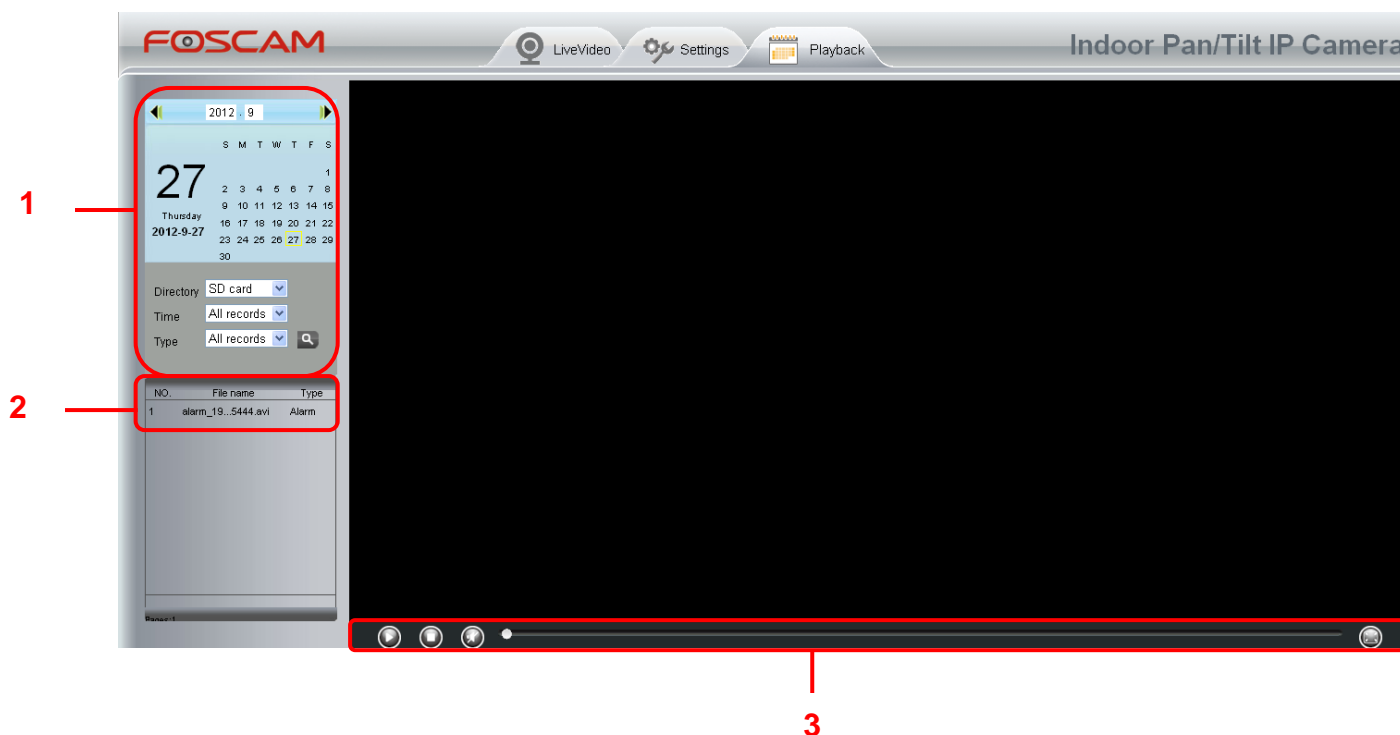 FOSCAM
LiveVideo
Settings
Playback
Indoor Pan/Tilt IP Camera
2012 . 9
S M T W T F S
1
2 3 4 5 6 7 8
9 10 11 12 13 14 15
16 17 18 19 20 21 22
23 24 25 26 27 28 29
30
27
Thursday
2012-9-27
Directory SD card
Time All records
Type All records
NO. File name Type
1 alarm_19...5444.avi Alarm
Pages:1
1
2
3